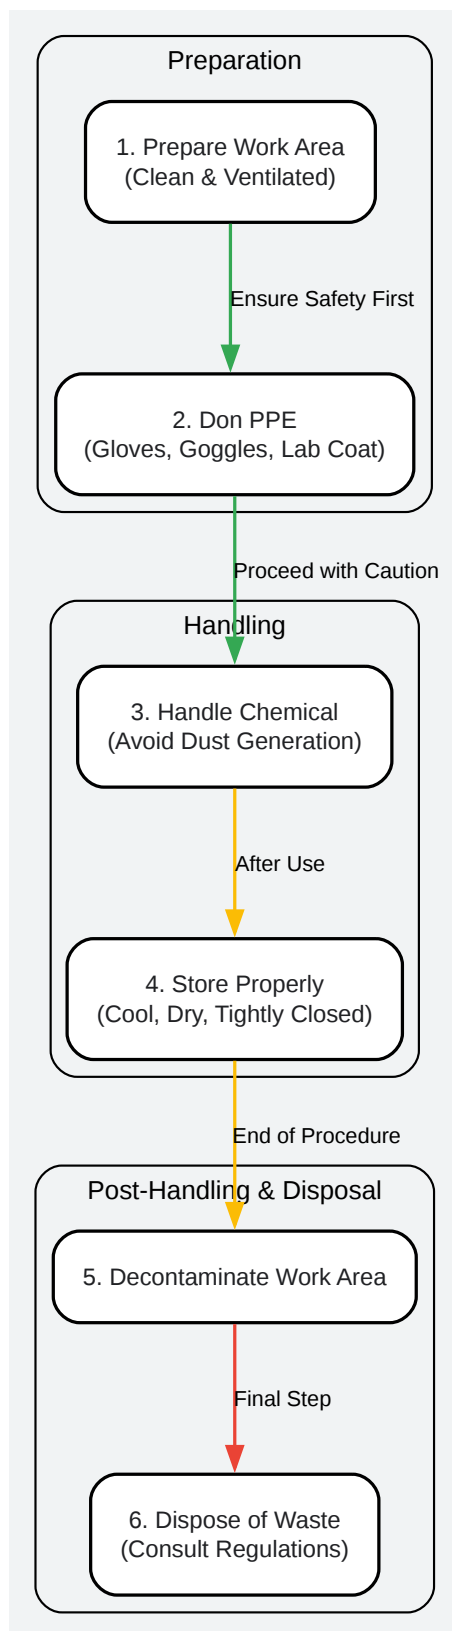 Preparation
1. Prepare Work Area
(Clean & Ventilated)
Ensure Safety First
2. Don PPE
(Gloves, Goggles, Lab Coat)
Proceed with Caution
Handling
3. Handle Chemical
(Avoid Dust Generation)
After Use
4. Store Properly
(Cool, Dry, Tightly Closed)
End of Procedure
Post-Handling & Disposal
5. Decontaminate Work Area
Final Step
6. Dispose of Waste
(Consult Regulations)